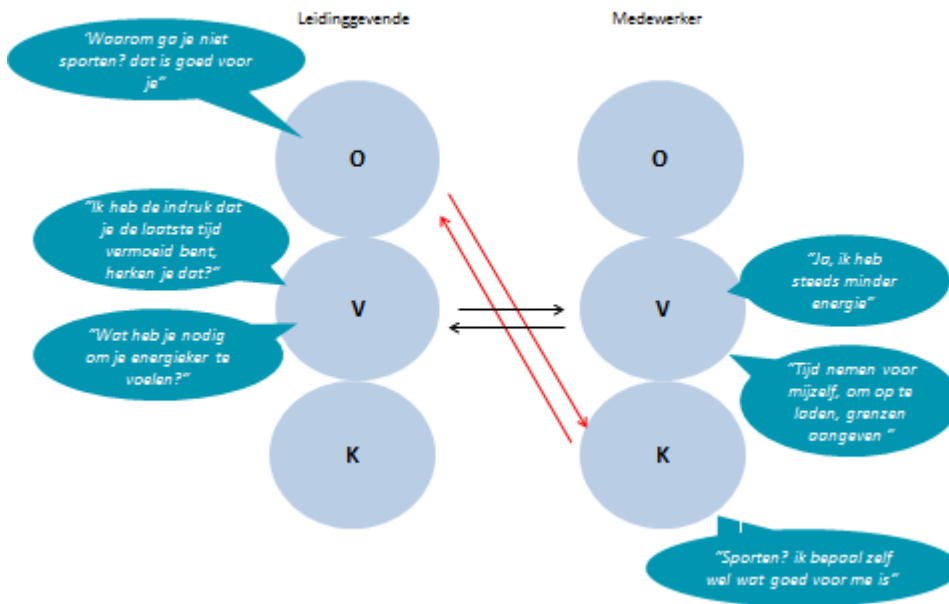 Leidinggevende
Medewerker
'Waarom ga je niet
sporten? dat is goed voor
je"
O
O
"Ik heb de indruk dat
je de laatste tijd
vermoeid bent,
herken je dat?"
V
V
"Ja, ik heb
steeds minder
energie"
"Wat heb je nodig
om je energieker te
voelen?"
"Tijd nemen voor
mijzelf, om op te
laden, grenzen
aangeven "
K
K
"Sporten? ik bepaal zelf
wel wat goed voor me is"